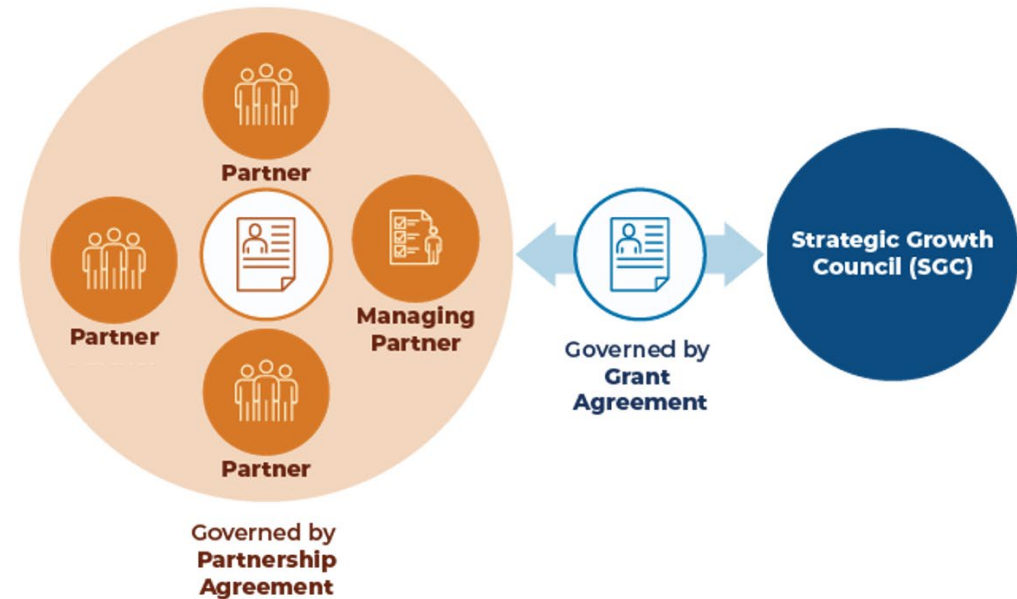 Partner
Partner
Managing
Partner
Partner
Governed by
Partnership
Agreement
Governed by
Grant
Agreement
Strategic Growth
Council (SGC)